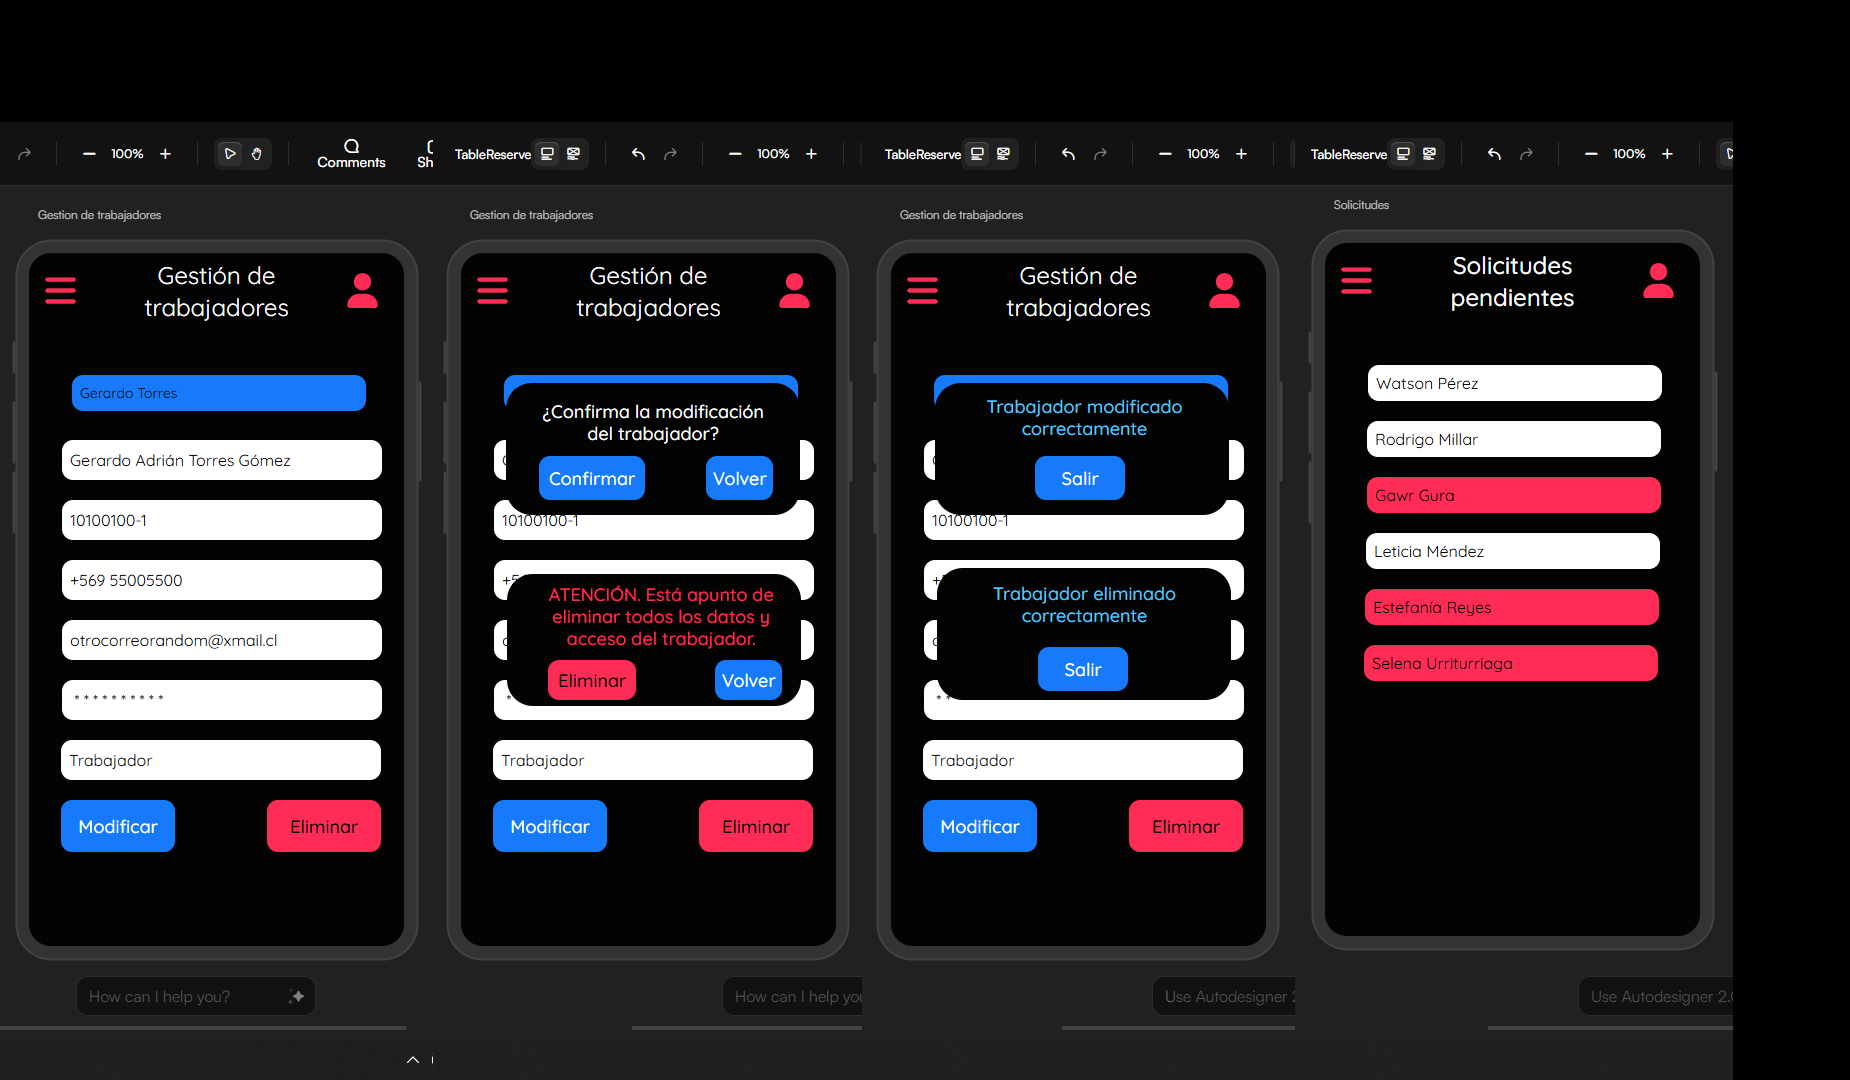 100%
Comments
Sh
TableReserve
100%
TableReserve
100%
TableReserve
100%
Gestion de trabajadores
Gestión de
trabajadores
Gerardo Torres
Gerardo Adrián Torres Gómez
10100100-1
+569 55005500
otrocorreorandom@xmail.cl
**********
Trabajador
Modificar
Eliminar
How can I help you?
Gestion de trabajadores
Gestión de
trabajadores
¿Confirma la modificación
del trabajador?
Confirmar
Volver
10100100-1
ATENCIÓN. Está apunto de
eliminar todos los datos y
acceso del trabajador.
Eliminar
Volver
Trabajador
Modificar
Eliminar
How can I help you
Gestion de trabajadores
Gestión de
trabajadores
Trabajador modificado
correctamente
Salir
10100100-1
Trabajador eliminado
correctamente
Salir
Trabajador
Modificar
Eliminar
Use Autodesigner 2
Solicitudes
Solicitudes
pendientes
Watson Pérez
Rodrigo Millar
Gawr Gura
Leticia Méndez
Estefanía Reyes
Selena Urriturriaga
Use Autodesigner 2.0